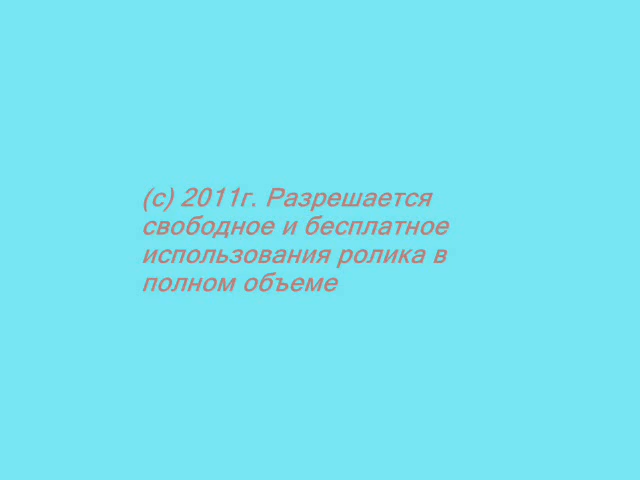 (с) 2011г. Разрешается
свободное и бесплатное
использования ролика в
полном объеме